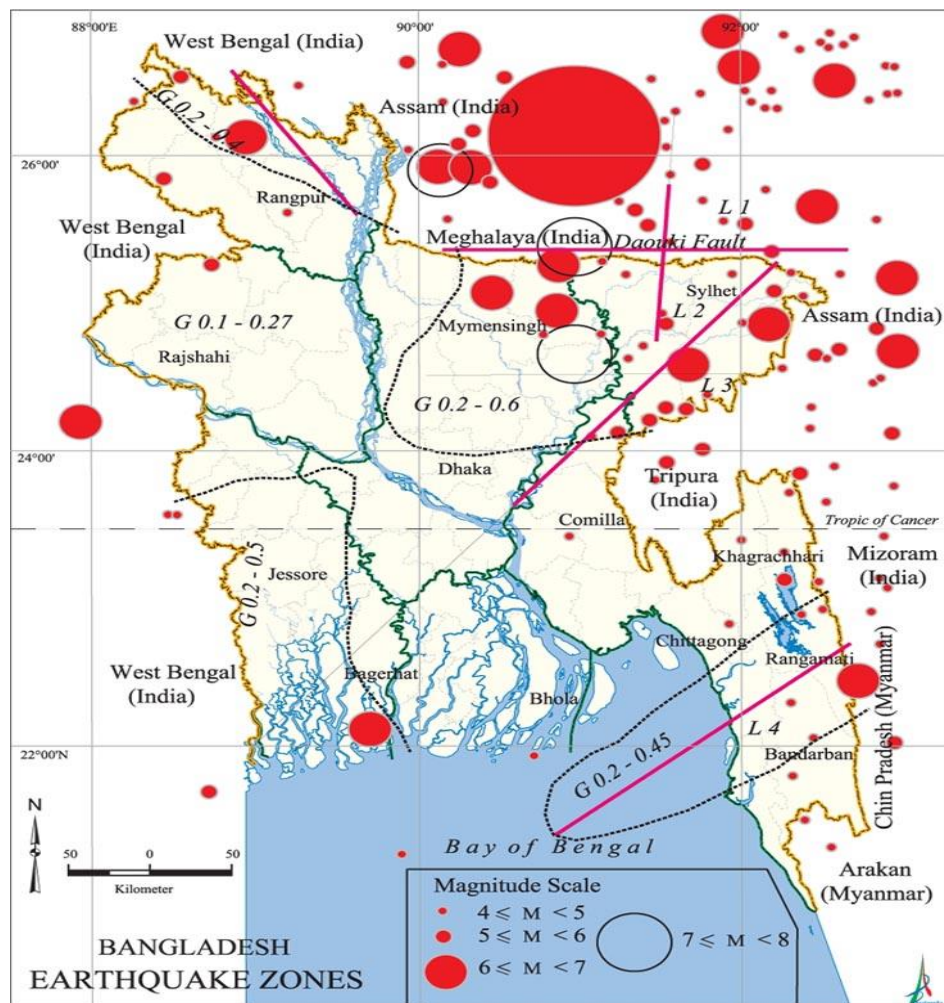 88°00'E
90°00'
92°00'
West Bengal (India)
Assam (India)
G 0.2 - 0.4
26°00'
Rangpur
L 1
West Bengal
(India)
Meghalaya (India)
Daouki Fault
Sylhet
G 0.1 - 0.27
L 2
Mymensingh
Assam (India)
Rajshahi
L 3
G 0.2 - 0.6
24°00'
Dhaka
Tripura
(India)
Comilla
Tropic of Cancer
Khagrachhari
Mizoram
(India)
G 0.2 - 0.5
Jessore
Chittagong
Rangamati
West Bengal
(India)
Bagerhat
Bhola
Chin Pradesh (Myanmar)
L 4
22°00'N
Bandarban
G 0.2 - 0.45
N
Bay of Bengal
50 0 50
Kilometer
Arakan
(Myanmar)
Magnitude Scale
4 ⩽ M < 5
5 ⩽ M < 6
6 ⩽ M < 7
7 ⩽ M < 8
BANGLADESH
EARTHQUAKE ZONES